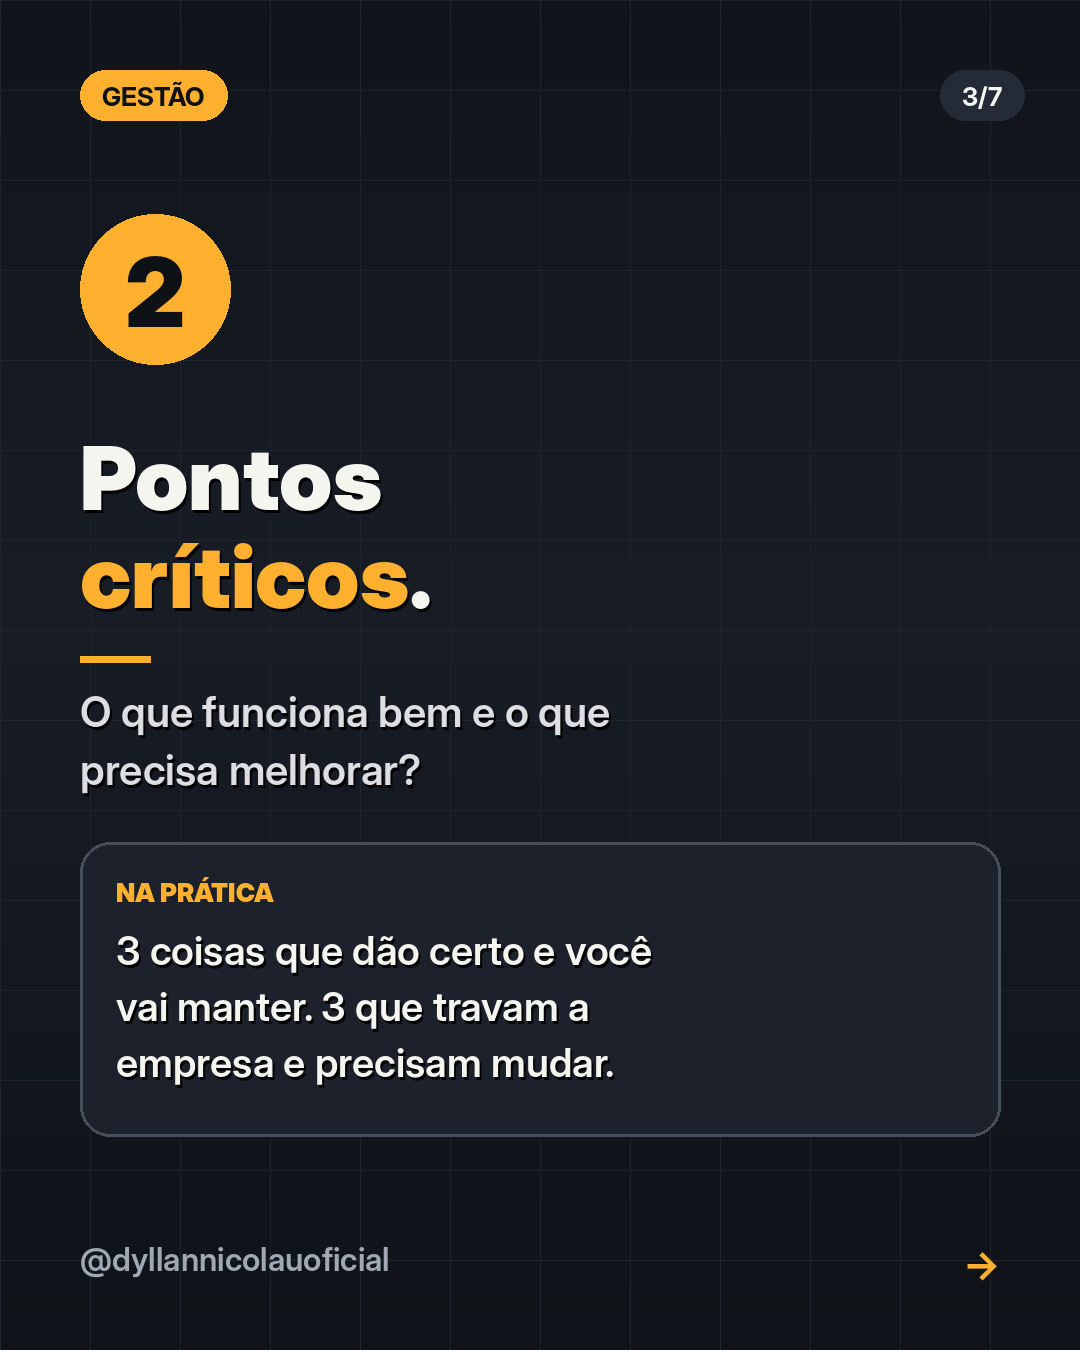 GESTÃO
3/7
2
Pontos
críticos.
O que funciona bem e o que
precisa melhorar?
NA PRÁTICA
3 coisas que dão certo e você
vai manter. 3 que travam a
empresa e precisam mudar.
@dyllannicolauoficial
→